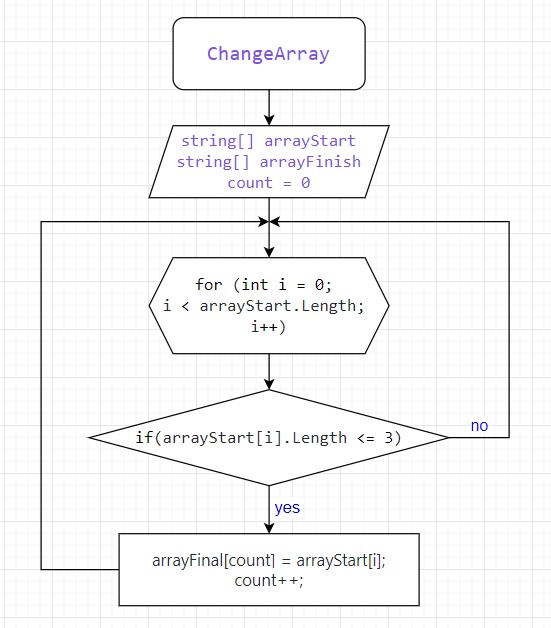 ChangeArray
string[] arrayStart
string[] arrayFinish
count = 0
for (int i = 0;
i < arrayStart.Length;
i++)
if(arrayStart[i].Length <= 3)
no
yes
arrayFinal[count] = arrayStart[i];
count++;